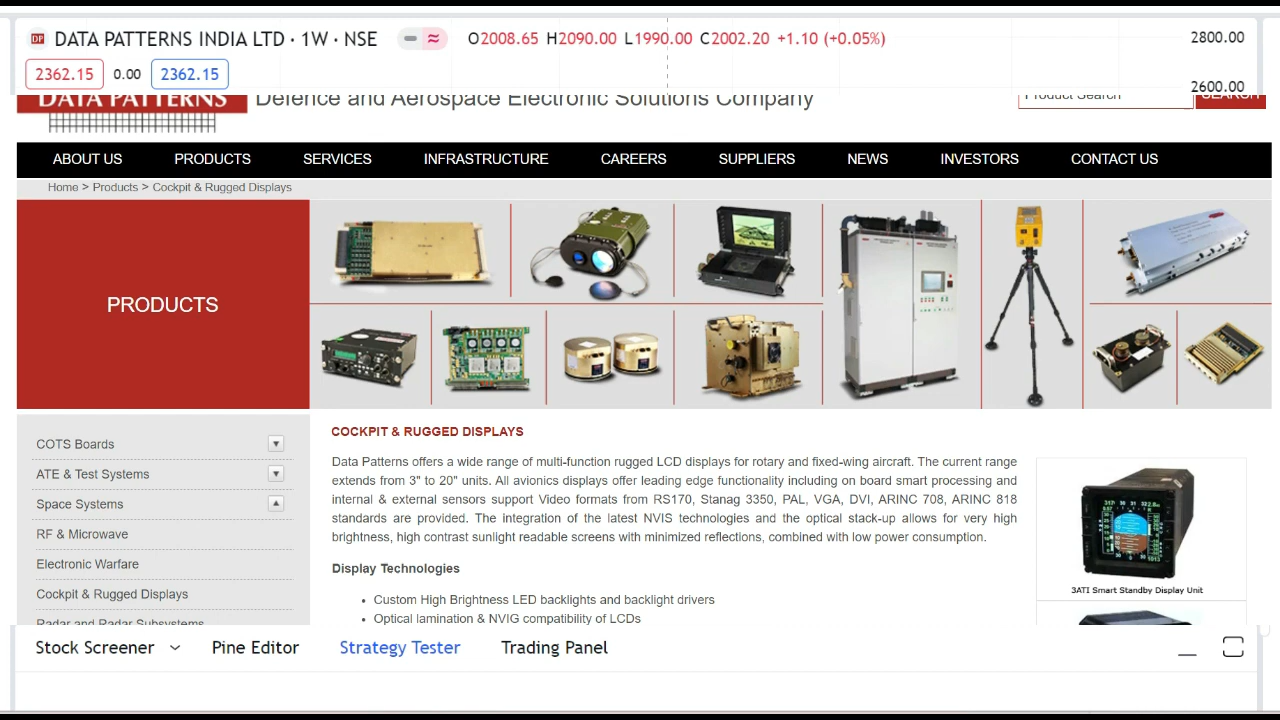 DATA PATTERNS INDIA LTD · 1W · NSE O2008.65 H2090.00 L1990.00 C2002.20 +1.10 (+0.05%) 2800.00
2362.15 0.00 2362.15
2600.00
DATA PATTERNS Defence and Aerospace Electronic Solutions Company Product Search SEARCH
ABOUT US PRODUCTS SERVICES INFRASTRUCTURE CAREERS SUPPLIERS NEWS INVESTORS CONTACT US
Home > Products > Cockpit & Rugged Displays
PRODUCTS
COTS Boards
ATE & Test Systems
Space Systems
RF & Microwave
Electronic Warfare
Cockpit & Rugged Displays
Radar and Radar Subsystems
COCKPIT & RUGGED DISPLAYS
Data Patterns offers a wide range of multi-function rugged LCD displays for rotary and fixed-wing aircraft. The current range
extends from 3" to 20" units. All avionics displays offer leading edge functionality including on board smart processing and
internal & external sensors support Video formats from RS170, Stanag 3350, PAL, VGA, DVI, ARINC 708, ARINC 818
standards are provided. The integration of the latest NVIS technologies and the optical stack-up allows for very high
brightness, high contrast sunlight readable screens with minimized reflections, combined with low power consumption.
Display Technologies
• Custom High Brightness LED backlights and backlight drivers
• Optical lamination & NVIG compatibility of LCDs
3ATI Smart Standby Display Unit
Stock Screener Pine Editor Strategy Tester Trading Panel